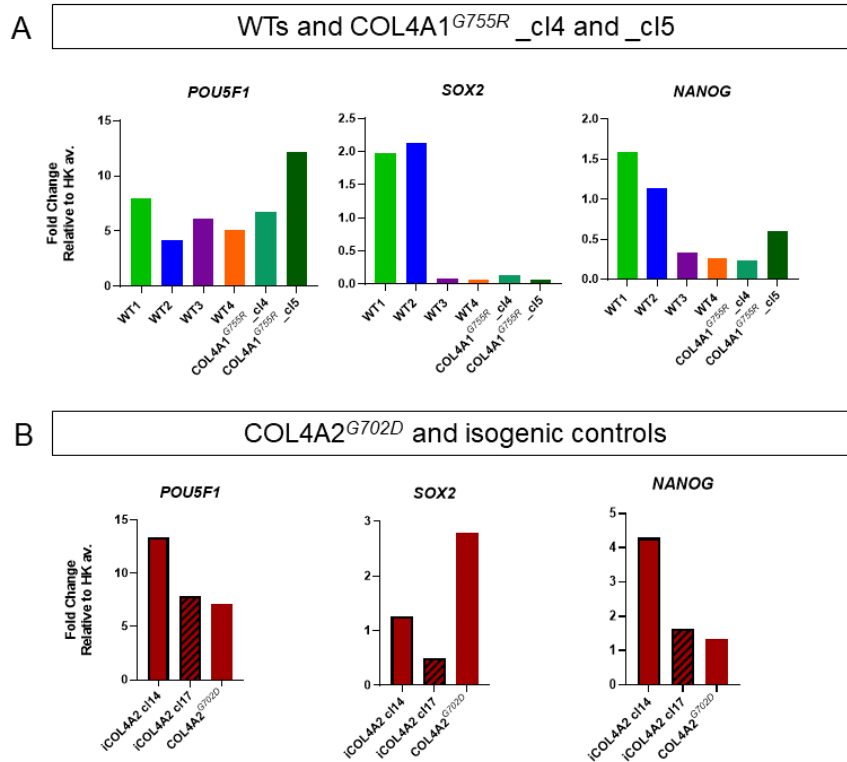 A
WTs and COL4A1G755R _cl4 and _cl5
POU5F1
SOX2
NANOG
Fold Change
Relative to HK av.
15
10
5
0
WT1
WT2
WT3
WT4
COL4A1G755R _cl4
COL4A1G755R _cl5
2.5
2.0
1.5
1.0
0.5
0.0
WT1
WT2
WT3
WT4
COL4A1G755R _cl4
COL4A1G755R _cl5
2.0
1.5
1.0
0.5
0.0
WT1
WT2
WT3
WT4
COL4A1G755R _cl4
COL4A1G755R _cl5
B
COL4A2G702D and isogenic controls
POU5F1
SOX2
NANOG
Fold Change
Relative to HK av.
15
10
5
0
iCOL4A2 cl14
iCOL4A2 cl17
COL4A2G702D
3
2
1
0
iCOL4A2 cl14
iCOL4A2 cl17
COL4A2G702D
5
4
3
2
1
0
iCOL4A2 cl14
iCOL4A2 cl17
COL4A2G702D